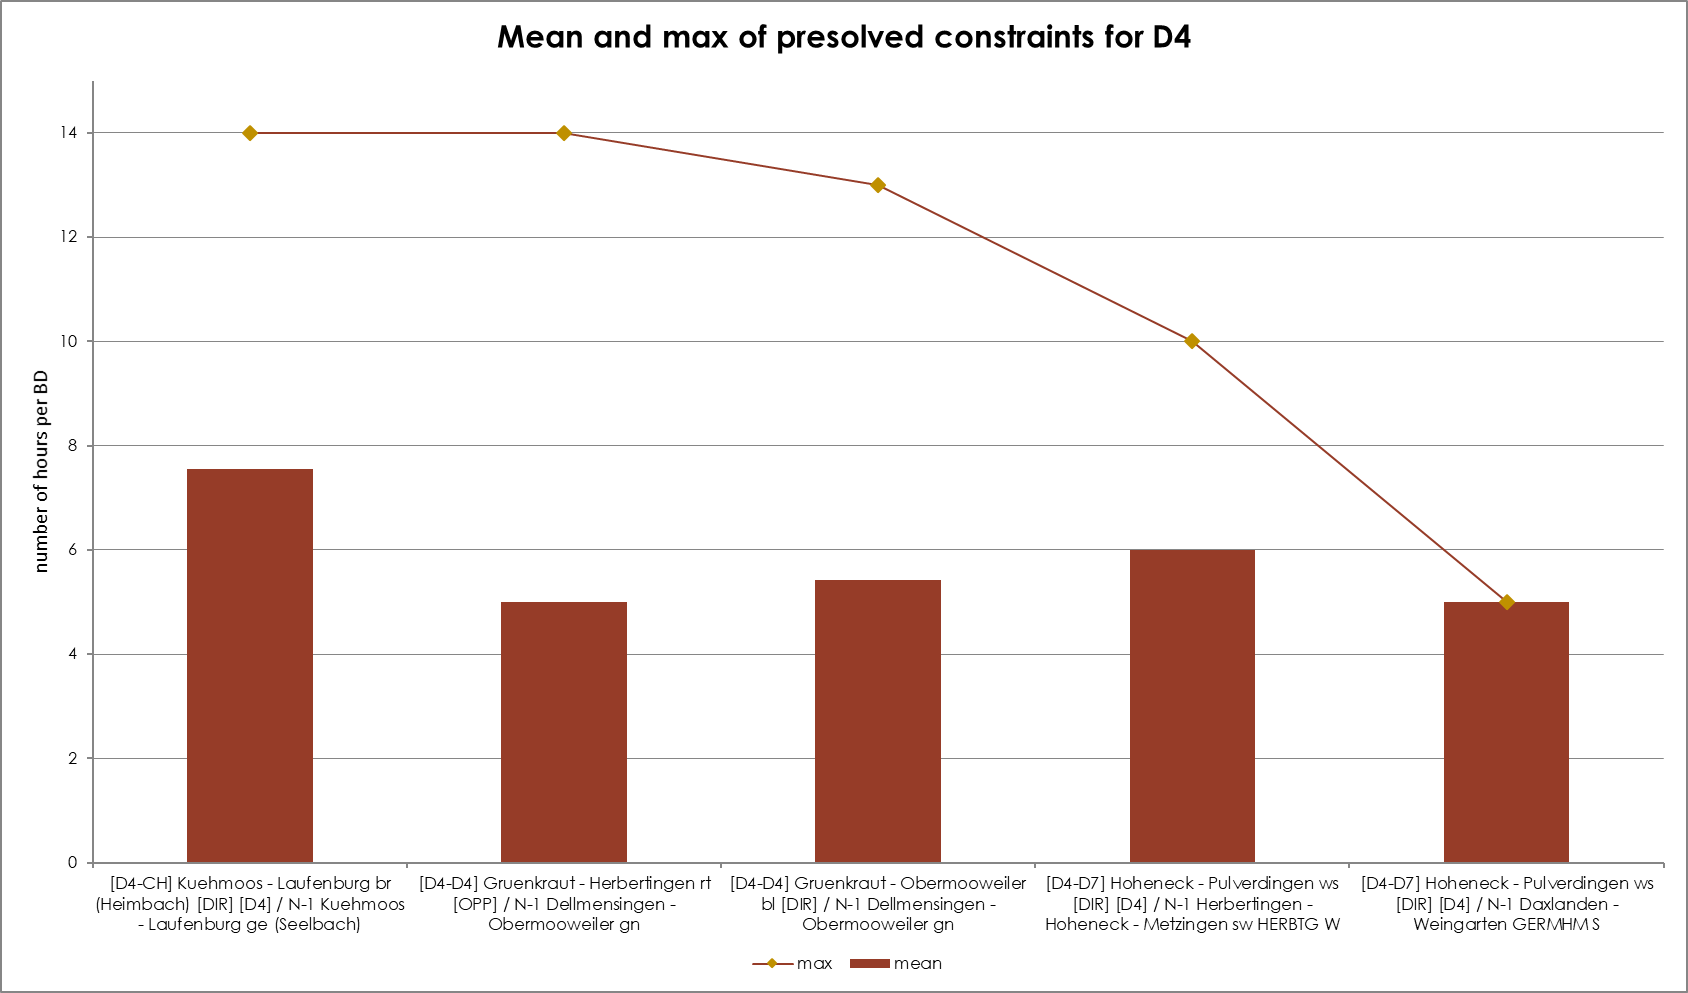 Mean and max of presolved constraints for D4
number of hours per BD
14
12
10
8
6
4
2
0
[D4-CH] Kuehmoos - Laufenburg br
(Heimbach) [DIR] [D4] / N-1 Kuehmoos
- Laufenburg ge (Seelbach)
[D4-D4] Gruenkraut - Herbertingen rt
[OPP] / N-1 Dellmensingen -
Obermooweiler gn
[D4-D4] Gruenkraut - Obermooweiler
bl [DIR] / N-1 Dellmensingen -
Obermooweiler gn
[D4-D7] Hoheneck - Pulverdingen ws
[DIR] [D4] / N-1 Herbertingen -
Hoheneck - Metzingen sw HERBTG W
[D4-D7] Hoheneck - Pulverdingen ws
[DIR] [D4] / N-1 Daxlanden -
Weingarten GERMHM S
max
mean